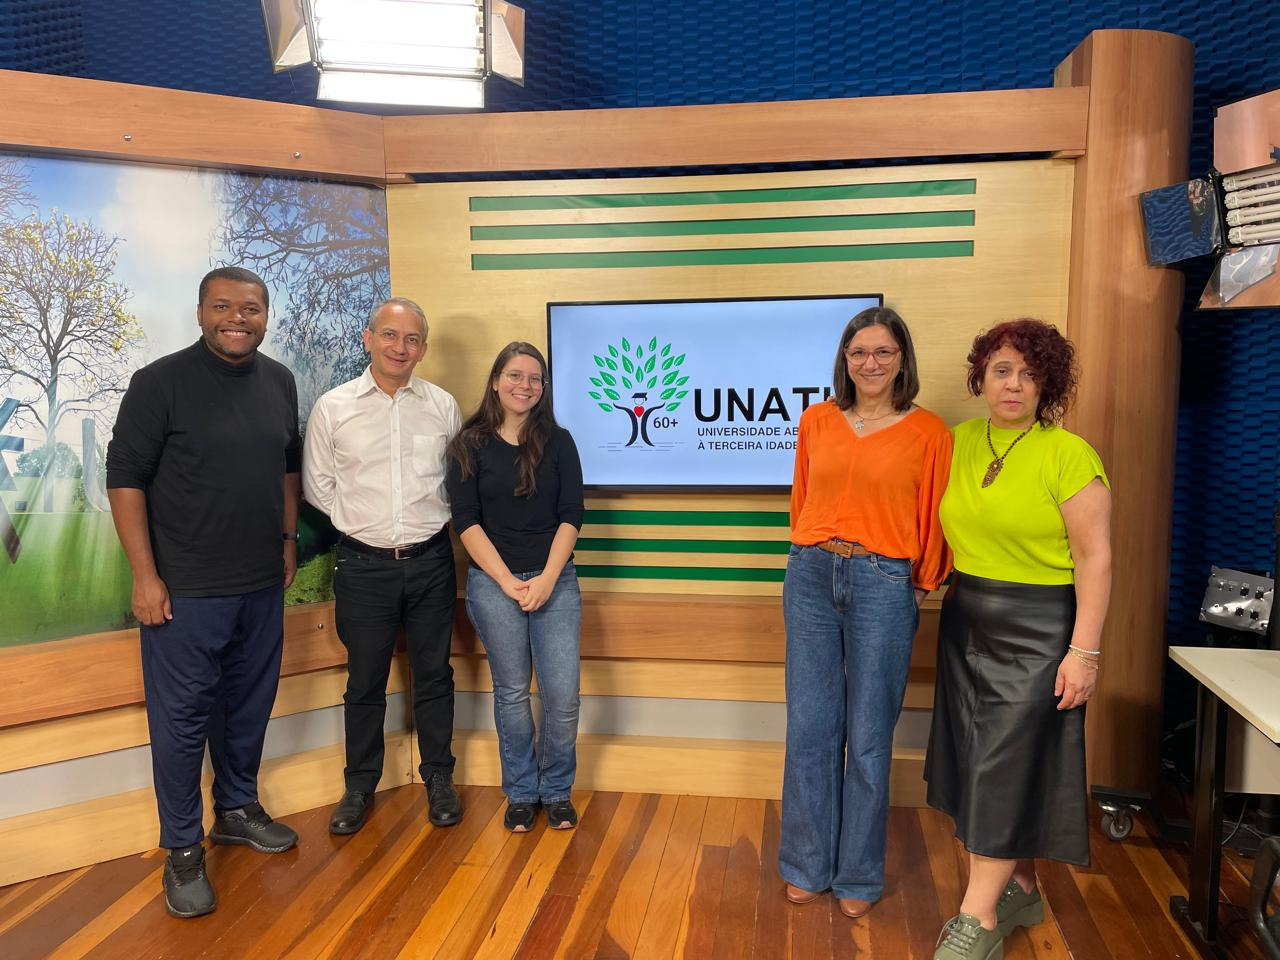 60+
UNATI
UNIVERSIDADE AB
À TERCEIRA IDADE